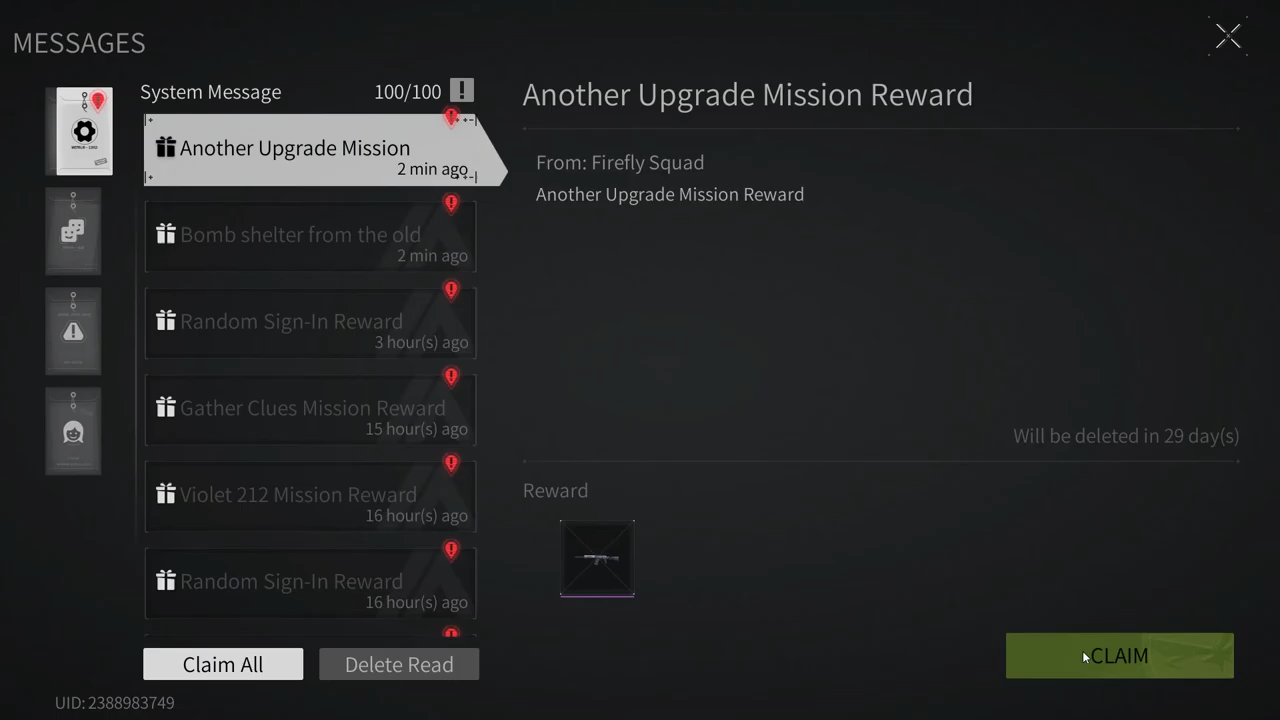 MESSAGES
System Message 100/100
Another Upgrade Mission
2 min ago
Bomb shelter from the old
2 min ago
Random Sign-In Reward
3 hour(s) ago
Gather Clues Mission Reward
15 hour(s) ago
Violet 212 Mission Reward
16 hour(s) ago
Random Sign-In Reward
16 hour(s) ago
Claim All
Delete Read
UID: 2388983749
Another Upgrade Mission Reward
From: Firefly Squad
Another Upgrade Mission Reward
Will be deleted in 29 day(s)
Reward
CLAIM